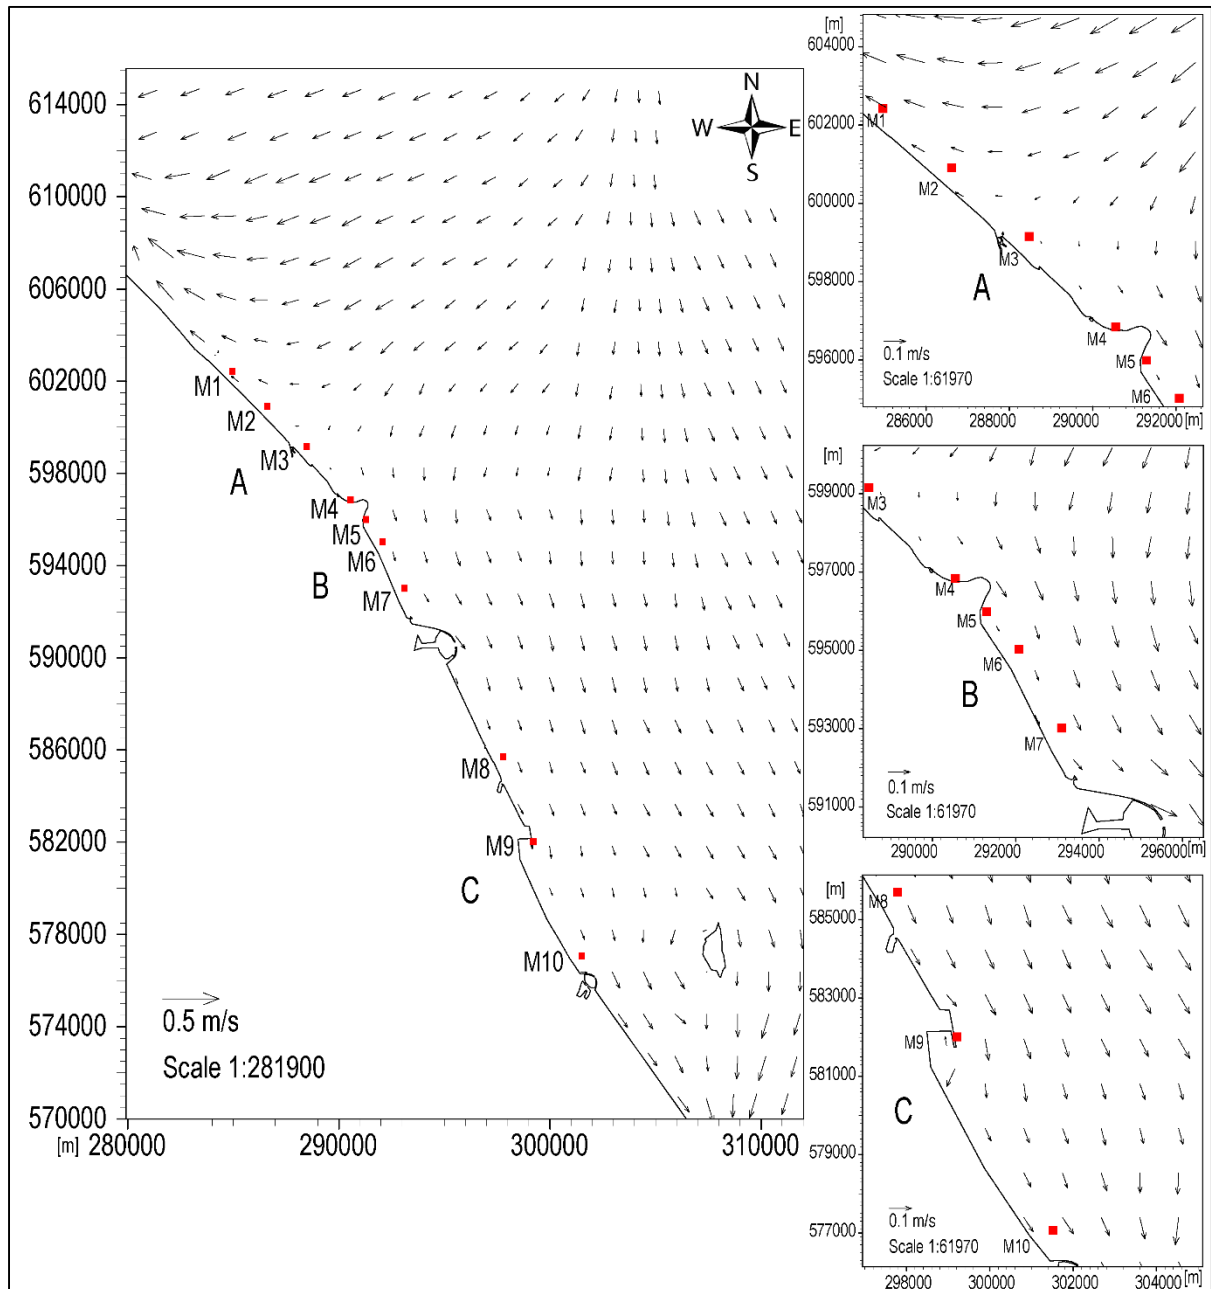 N
W E
S
614000
610000
606000
602000
598000
594000
590000
586000
582000
578000
574000
570000
[m] 280000 290000 300000 310000
M1
M2
M3
A
M4
M5
M6
B
M7
M8
M9
C
M10
0.5 m/s
Scale 1:281900
[m]
604000
602000
600000
598000
596000
594000
M1
M2
M3
A
M4
M5
M6
0.1 m/s
Scale 1:61970
286000 288000 290000 292000 [m]
[m]
599000
597000
595000
593000
591000
M3
M4
M5
M6
B
M7
0.1 m/s
Scale 1:61970
290000 292000 294000 296000 [m]
[m]
585000
583000
581000
579000
577000
M8
M9
C
M10
0.1 m/s
Scale 1:61970
298000 300000 302000 304000 [m]